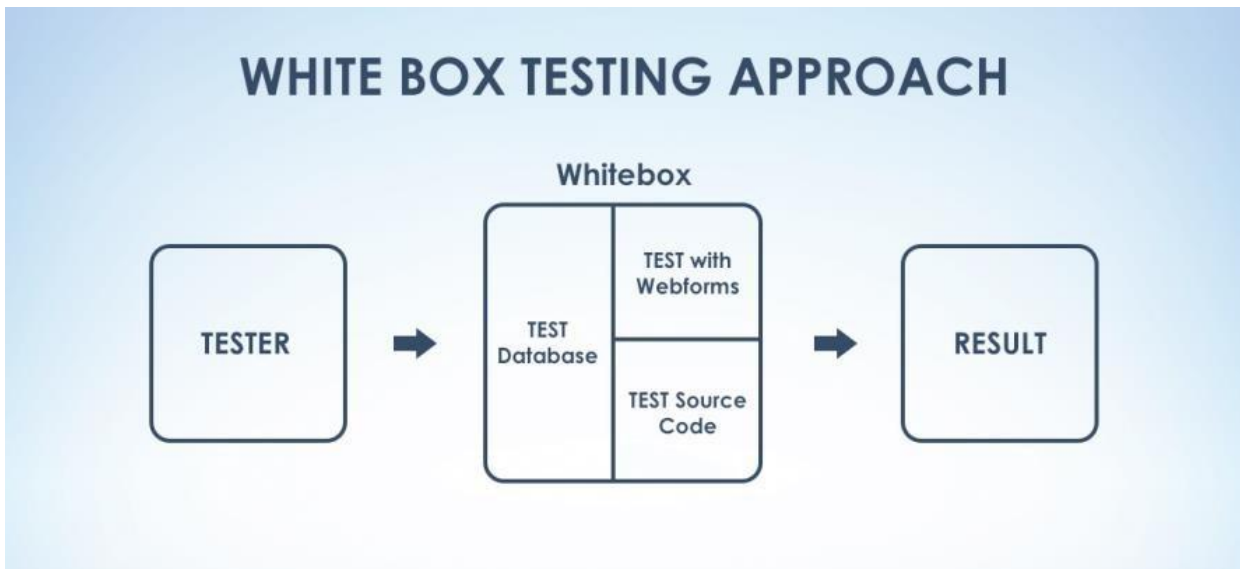 WHITE BOX TESTING APPROACH
Whitebox
TESTER
TEST
Database
TEST with
Webforms
TEST Source
Code
RESULT